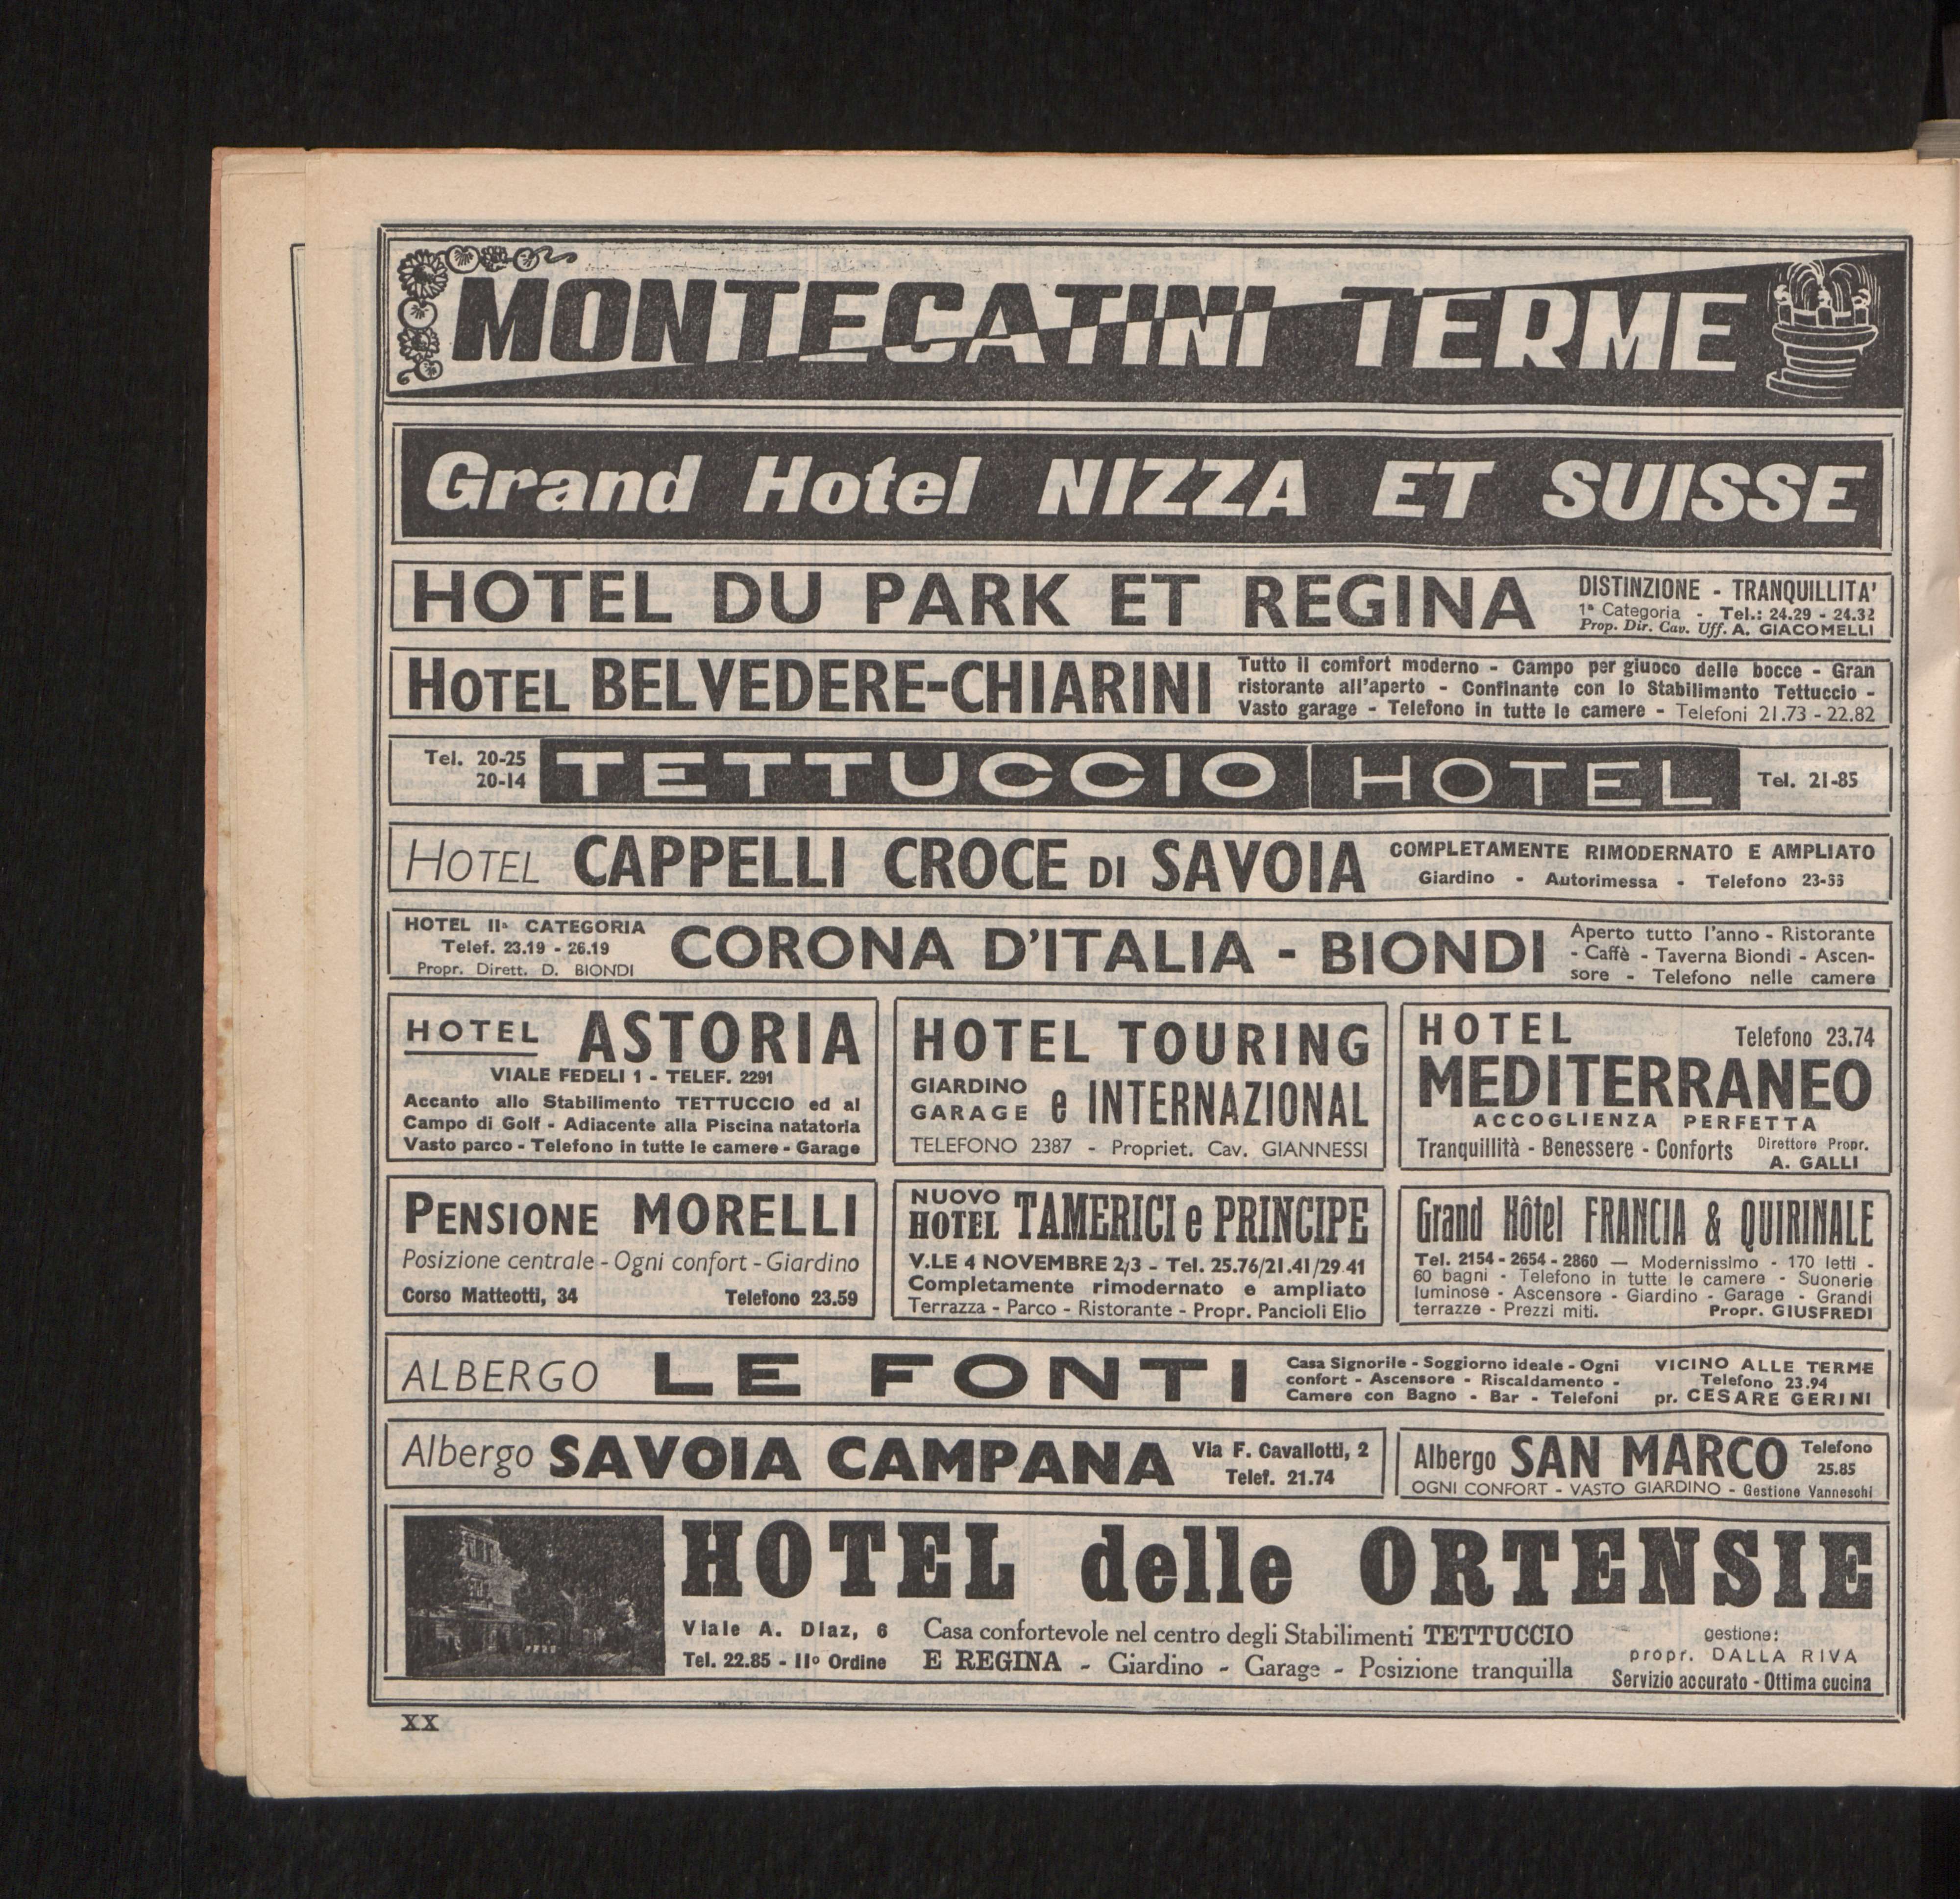 MONTECATINI TERME
Grand Hotel NIZZA ET SUISSE
HOTEL DU PARK ET REGINA
DISTINZIONE - TRANQUILLITA'
1ª Categoria - Tel.: 24.29 - 24.32
Prop. Dir. Cav. Uff. A. GIACOMELLI
HOTEL BELVEDERE-CHIARINI
Tutto il comfort moderno - Campo per giuoco delle bocce - Gran
ristorante all'aperto - Confinante con lo Stabilimento Tettuccio -
Vasto garage - Telefono in tutte le camere - Telefoni 21.73 - 22.82
Tel. 20-25
20-14
TETTUCCIO HOTEL
Tel. 21-85
HOTEL CAPPELLI CROCE DI SAVOIA
COMPLETAMENTE RIMODERNATO E AMPLIATO
Giardino - Autorimessa - Telefono 23-33
HOTEL IIª CATEGORIA
Telef. 23.19 - 26.19
Propr. Dirett. D. BIONDI
CORONA D'ITALIA - BIONDI
Aperto tutto l'anno - Ristorante
- Caffè - Taverna Biondi - Ascen-
sore - Telefono nelle camere
HOTEL ASTORIA
VIALE FEDELI 1 - TELEF. 2291
Accanto allo Stabilimento TETTUCCIO ed al
Campo di Golf - Adiacente alla Piscina natatoria
Vasto parco - Telefono in tutte le camere - Garage
HOTEL TOURING
GIARDINO
GARAGE
e INTERNAZIONAL
TELEFONO 2387 - Propriet. Cav. GIANNESSI
HOTEL
Telefono 23.74
MEDITERRANEO
ACCOGLIENZA PERFETTA
Tranquillità - Benessere - Conforts
Direttore Propr.
A. GALLI
PENSIONE MORELLI
Posizione centrale - Ogni confort - Giardino
Corso Matteotti, 34 Telefono 23.59
NUOVO
HOTEL TAMERICI e PRINCIPE
V.LE 4 NOVEMBRE 2/3 - Tel. 25.76/21.41/29.41
Completamente rimodernato e ampliato
Terrazza - Parco - Ristorante - Propr. Pancioli Elio
Grand Hôtel FRANCIA & QUIRINALE
Tel. 2154 - 2654 - 2860 — Modernissimo - 170 letti -
60 bagni - Telefono in tutte le camere - Suonerie
luminose - Ascensore - Giardino - Garage - Grandi
terrazze - Prezzi miti. Propr. GIUSFREDI
ALBERGO LE FONTI
Casa Signorile - Soggiorno ideale - Ogni
confort - Ascensore - Riscaldamento -
Camere con Bagno - Bar - Telefoni
VICINO ALLE TERME
Telefono 23.94
pr. CESARE GERINI
Albergo SAVOIA CAMPANA
Via F. Cavallotti, 2
Telef. 21.74
Albergo SAN MARCO
Telefono
25.85
OGNI CONFORT - VASTO GIARDINO - Gestione Vanneschi
HOTEL delle ORTENSIE
Viale A. Diaz, 6
Tel. 22.85 - IIº Ordine
Casa confortevole nel centro degli Stabilimenti TETTUCCIO
E REGINA - Giardino - Garage - Posizione tranquilla
gestione:
propr. DALLA RIVA
Servizio accurato - Ottima cucina
XX